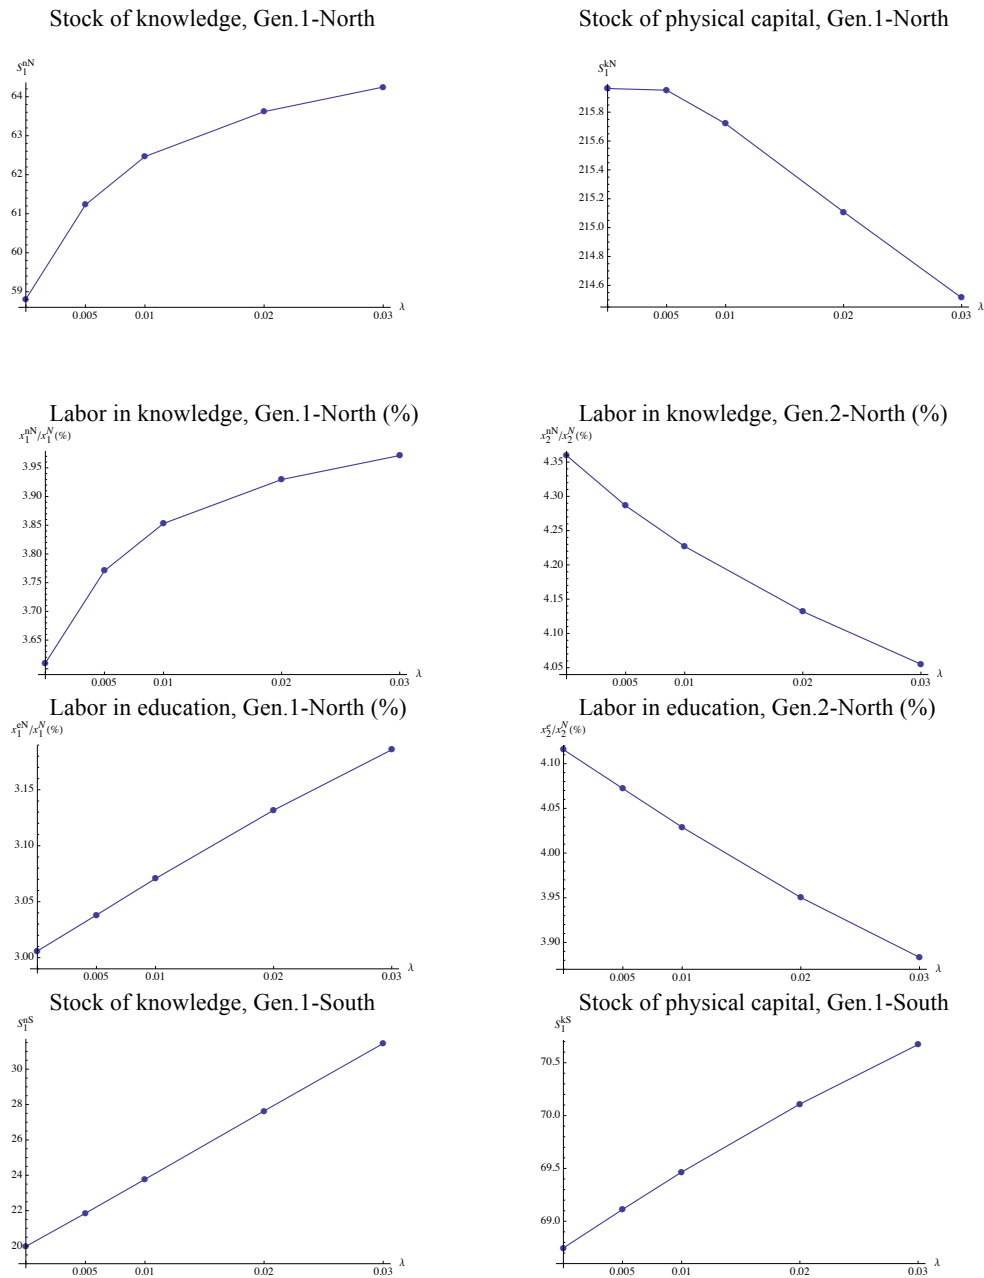 Stock of knowledge, Gen.1-North
S₁ⁿᴺ
64
63
62
61
60
59
0.005 0.01 0.02 0.03 λ
Stock of physical capital, Gen.1-North
S₁ᵏᴺ
215.8
215.6
215.4
215.0
214.8
214.6
0.005 0.01 0.02 0.03 λ
Labor in knowledge, Gen.1-North (%)
x₁ⁿᴺ/x₁ᴺ(%)
3.95
3.90
3.85
3.80
3.75
3.70
3.65
0.005 0.01 0.02 0.03 λ
Labor in knowledge, Gen.2-North (%)
x₂ⁿᴺ/x₂ᴺ(%)
4.35
4.30
4.25
4.20
4.15
4.10
4.05
0.005 0.01 0.02 0.03 λ
Labor in education, Gen.1-North (%)
x₁ᵉᴺ/x₁ᴺ(%)
3.15
3.10
3.05
3.00
0.005 0.01 0.02 0.03 λ
Labor in education, Gen.2-North (%)
x₂ᵉ/x₂ᴺ(%)
4.10
4.05
4.00
3.95
3.90
0.005 0.01 0.02 0.03 λ
Stock of knowledge, Gen.1-South
S₁ⁿˢ
30
28
26
24
22
20
0.005 0.01 0.02 0.03 λ
Stock of physical capital, Gen.1-South
S₁ᵏˢ
70.5
70.0
69.5
69.0
0.005 0.01 0.02 0.03 λ